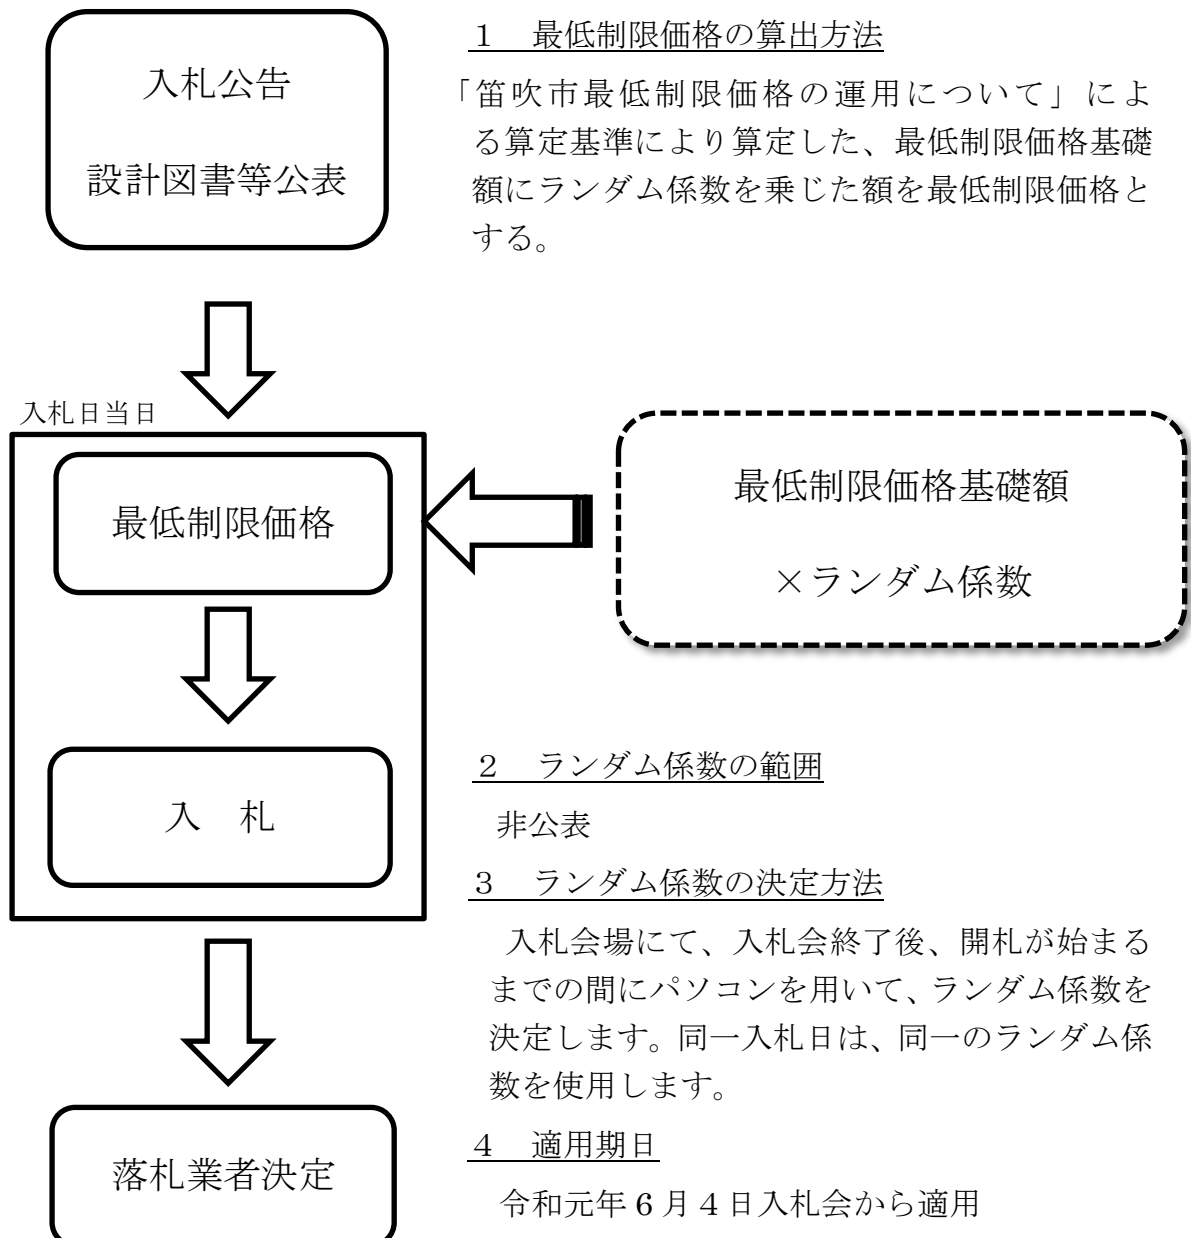 入札公告
設計図書等公表
1　最低制限価格の算出方法
「笛吹市最低制限価格の運用について」によ
る算定基準により算定した、最低制限価格基礎
額にランダム係数を乗じた額を最低制限価格と
する。
入札日当日
最低制限価格
最低制限価格基礎額
×ランダム係数
入　札
2　ランダム係数の範囲
非公表
3　ランダム係数の決定方法
入札会場にて、入札会終了後、開札が始まる
までの間にパソコンを用いて、ランダム係数を
決定します。同一入札日は、同一のランダム係
数を使用します。
4　適用期日
令和元年6月4日入札会から適用
落札業者決定